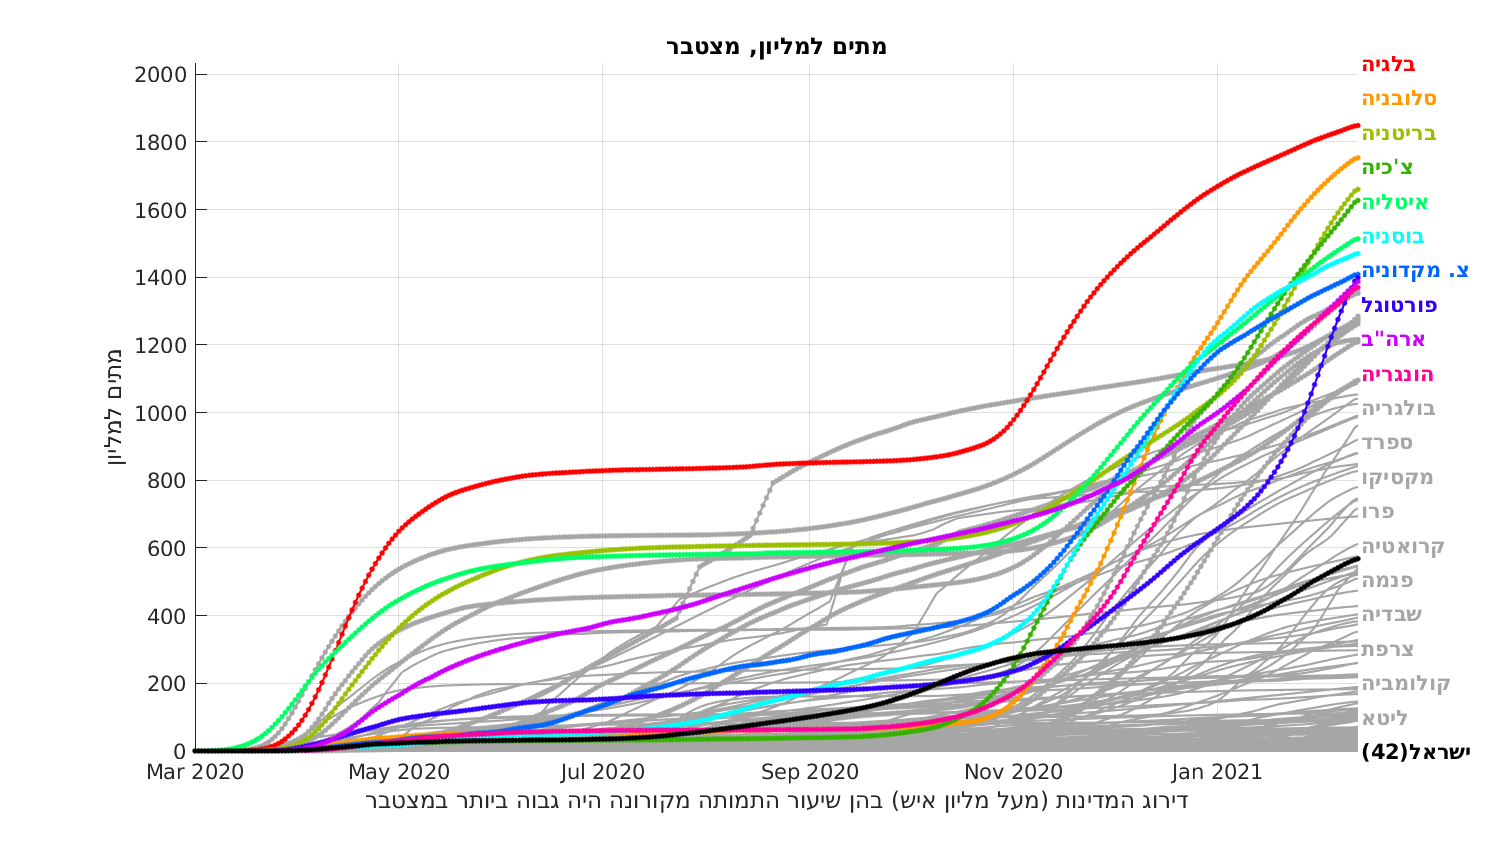 מתים למליון, מצטבר
2000
1800
1600
1400
1200
1000
800
600
400
200
0
מתים למליון
Mar 2020
May 2020
Jul 2020
Sep 2020
Nov 2020
Jan 2021
דירוג המדינות (מעל מליון איש) בהן שיעור התמותה מקורונה היה גבוה ביותר במצטבר
בלגיה
סלובניה
בריטניה
צ'כיה
איטליה
בוסניה
צ. מקדוניה
פורטוגל
ארה"ב
הונגריה
בולגריה
ספרד
מקסיקו
פרו
קרואטיה
פנמה
שבדיה
צרפת
קולומביה
ליטא
ישראל(42)